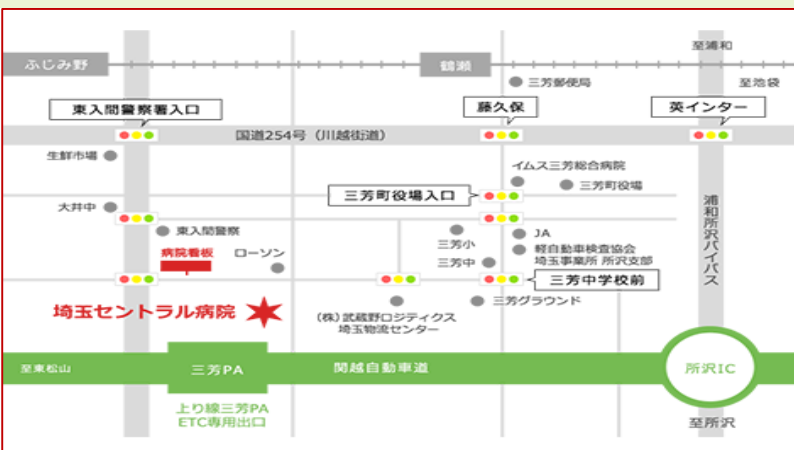 至浦和
ふじみ野
鶴瀬
三芳郵便局
至池袋
東入間警察署入口
藤久保
英インター
国道254号(川越街道)
生鮮市場
イムス三芳総合病院
三芳町役場入口
三芳町役場
大井中
浦和所沢バイパス
東入間警察
三芳小
JA
病院看板
ローソン
軽自動車検査協会
埼玉事業所 所沢支部
三芳中
三芳中学校前
埼玉セントラル病院
三芳グラウンド
(株)武蔵野ロジティクス
埼玉物流センター
至東松山
三芳PA
関越自動車道
所沢IC
上り線三芳PA
ETC専用出口
至所沢